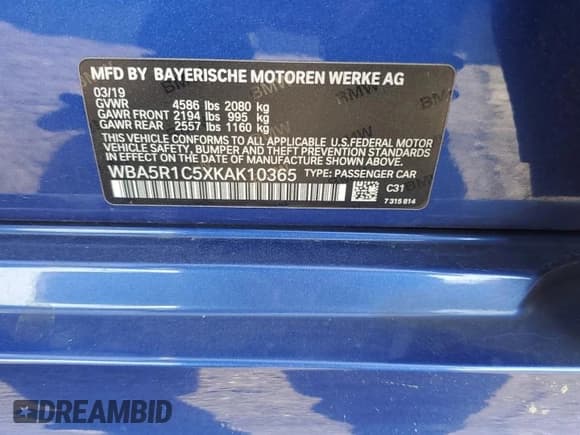 MFD BY BAYERISCHE MOTOREN WERKE AG
03/19
GVWR 4586 lbs 2080 kg
GAWR FRONT 2194 lbs 995 kg
GAWR REAR 2557 lbs 1160 kg
THIS VEHICLE CONFORMS TO ALL APPLICABLE U.S.FEDERAL MOTOR
VEHICLE SAFETY, BUMPER AND THEFT PREVENTION STANDARDS IN
EFFECT ON THE DATE OF MANUFACTURE SHOWN ABOVE.
WBA5R1C5XKAK10365 TYPE: PASSENGER CAR
C31
7 315 814
DREAMBID